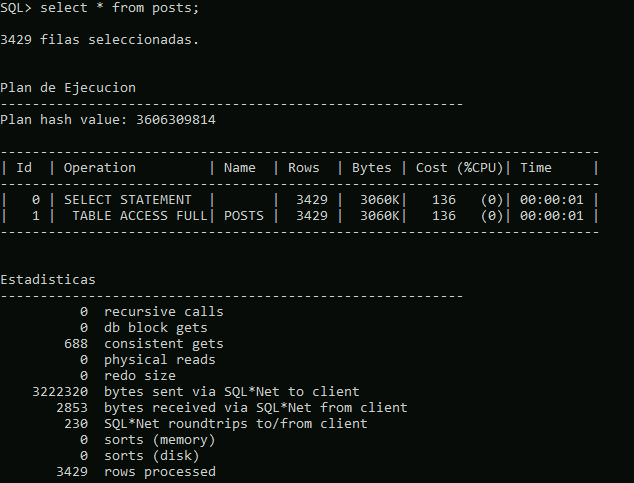 SQL> select * from posts;
3429 filas seleccionadas.
Plan de Ejecucion
----------------------------------------------------------
Plan hash value: 3606309814
---------------------------------------------------------------------------
| Id  | Operation         | Name  | Rows  | Bytes | Cost (%CPU)| Time     |
---------------------------------------------------------------------------
|   0 | SELECT STATEMENT  |       |  3429 |  3060K|   136   (0)| 00:00:01 |
|   1 |  TABLE ACCESS FULL| POSTS |  3429 |  3060K|   136   (0)| 00:00:01 |
---------------------------------------------------------------------------
Estadisticas
----------------------------------------------------------
          0  recursive calls
          0  db block gets
        688  consistent gets
          0  physical reads
          0  redo size
    3222320  bytes sent via SQL*Net to client
       2853  bytes received via SQL*Net from client
        230  SQL*Net roundtrips to/from client
          0  sorts (memory)
          0  sorts (disk)
       3429  rows processed